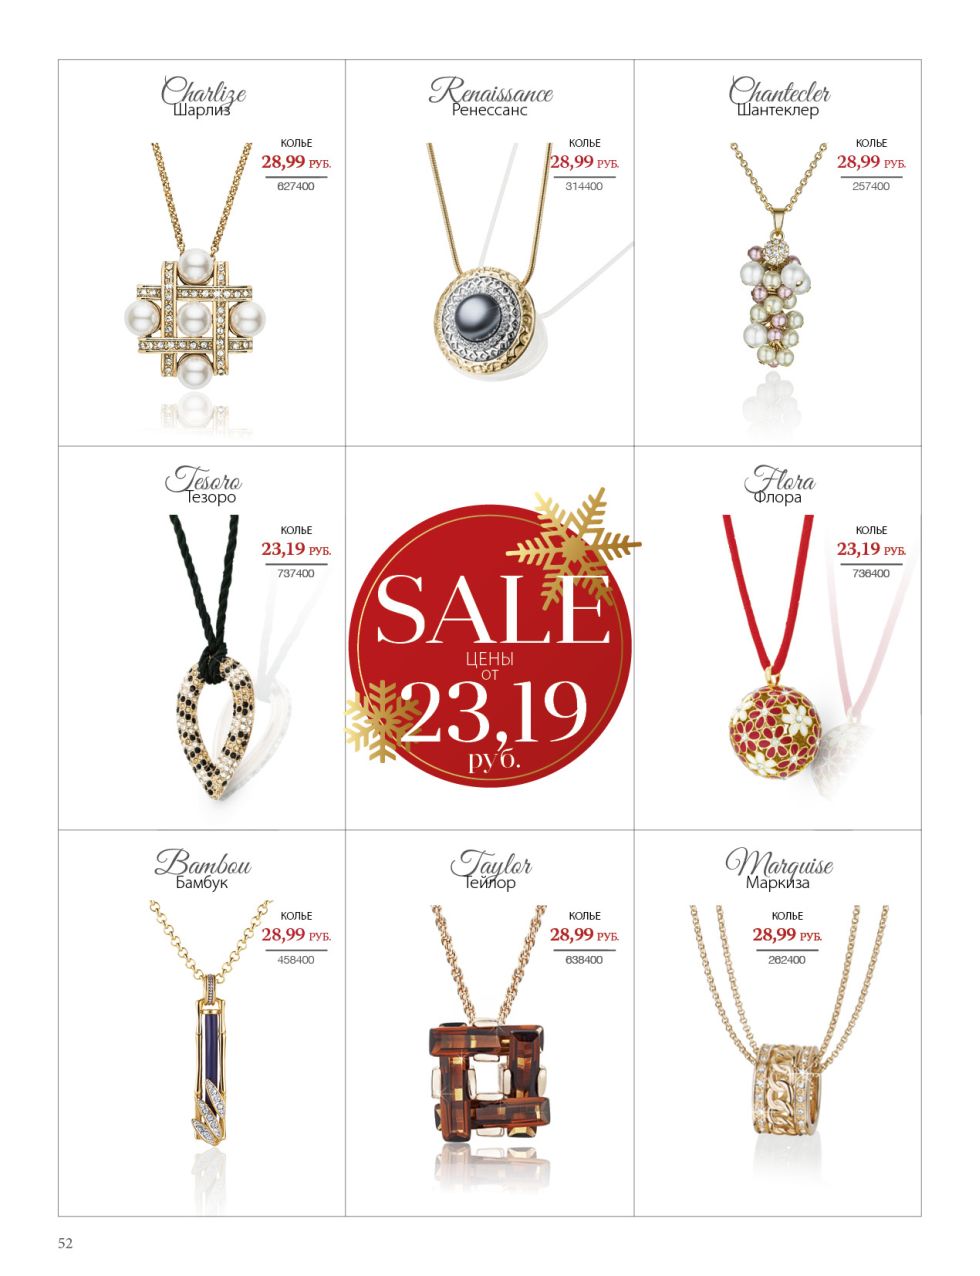 Charlize
Шарлиз
КОЛЬЕ
28,99 РУБ.
627400
Renaissance
Ренессанс
КОЛЬЕ
28,99 РУБ.
314400
Chantecler
Шантеклер
КОЛЬЕ
28,99 РУБ.
257400
Tesoro
Тезоро
КОЛЬЕ
23,19 РУБ.
737400
SALE
ЦЕНЫ
ОТ
23,19
руб.
Flora
Флора
КОЛЬЕ
23,19 РУБ.
736400
Bambou
Бамбук
КОЛЬЕ
28,99 РУБ.
458400
Taylor
Тейлор
КОЛЬЕ
28,99 РУБ.
638400
Marquise
Маркиза
КОЛЬЕ
28,99 РУБ.
262400
52